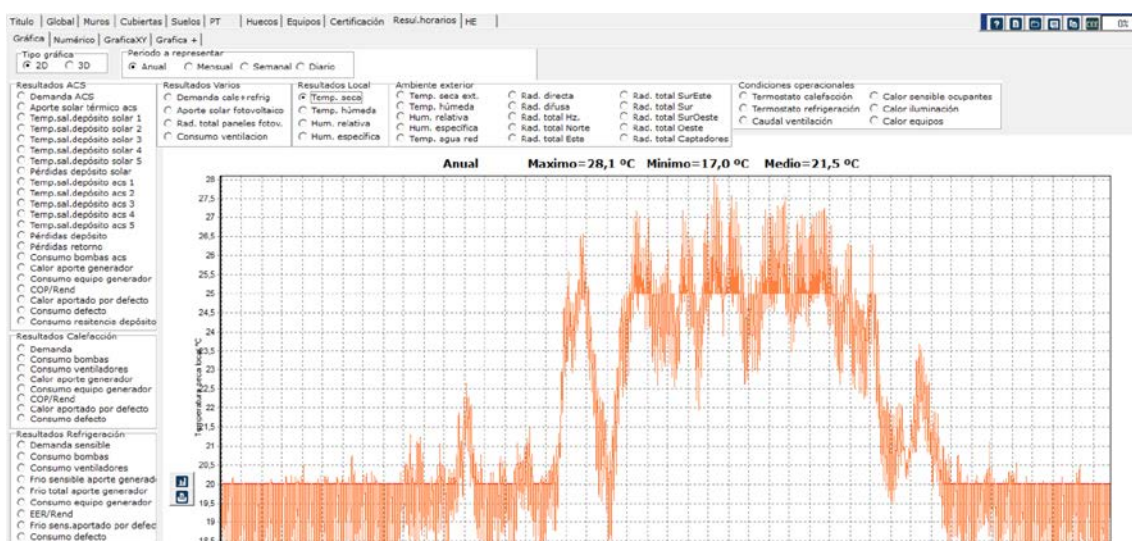 Titulo | Global | Muros | Cubiertas | Suelos | PT | Huecos | Equipos | Certificación | Resul.horarios | HE |
0%
Gráfica | Numérico | GraficaXY | Grafica + |
Tipo gráfica
2D 3D
Periodo a representar
Anual Mensual Semanal Diario
Resultados ACS
Demanda ACS
Aporte solar térmico acs
Temp.sal.depósito solar 1
Temp.sal.depósito solar 2
Temp.sal.depósito solar 3
Temp.sal.depósito solar 4
Temp.sal.depósito solar 5
Pérdidas depósito solar
Temp.sal.depósito acs 1
Temp.sal.depósito acs 2
Temp.sal.depósito acs 3
Temp.sal.depósito acs 4
Temp.sal.depósito acs 5
Pérdidas depósito
Pérdidas retorno
Consumo bombas acs
Calor aporte generador
Consumo equipo generador
COP/Rend
Calor aportado por defecto
Consumo defecto
Consumo resitencia depósito
Resultados Calefacción
Demanda
Consumo bombas
Consumo ventiladores
Calor aporte generador
Consumo equipo generador
COP/Rend
Calor aportado por defecto
Consumo defecto
Resultados Refrigeración
Demanda sensible
Consumo bombas
Consumo ventiladores
Frio sensible aporte generad
Frio total aporte generador
Consumo equipo generador
EER/Rend
Frio sens.aportado por defec
Consumo defecto
Resultados Varios
Demanda cale+refrig
Aporte solar fotovoltaico
Rad. total paneles fotov.
Consumo ventilacion
Resultados Local
Temp. seca
Temp. húmeda
Hum. relativa
Hum. específica
Ambiente exterior
Temp. seca ext.
Temp. húmeda
Hum. relativa
Hum. específica
Temp. agua red
Rad. directa
Rad. difusa
Rad. total Hz.
Rad. total Norte
Rad. total Este
Rad. total SurEste
Rad. total Sur
Rad. total SurOeste
Rad. total Oeste
Rad. total Captadores
Condiciones operacionales
Termostato calefacción
Termostato refrigeración
Caudal ventilación
Calor sensible ocupantes
Calor iluminación
Calor equipos
Anual Maximo=28,1 ºC Minimo=17,0 ºC Medio=21,5 ºC
Temperatura seca local ºC
28
27,5
27
26,5
26
25,5
25
24,5
24
23,5
23
22,5
22
21,5
21
20,5
20
19,5
19
18,5